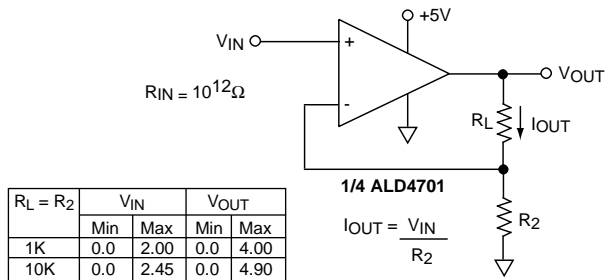 +5V
VIN
+
VOUT
RIN = 10¹²Ω
-
RL
IOUT
1/4 ALD4701
R2
IOUT = VIN
R2
RL = R2 VIN VOUT
Min Max Min Max
1K 0.0 2.00 0.0 4.00
10K 0.0 2.45 0.0 4.90